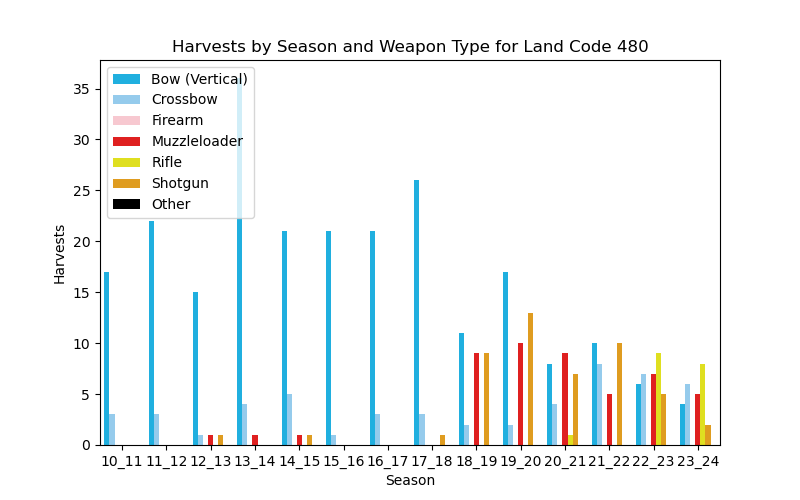 Harvests by Season and Weapon Type for Land Code 480
Bow (Vertical)
Crossbow
Firearm
Muzzleloader
Rifle
Shotgun
Other
35
30
25
20
15
10
5
0
Harvests
10_11 11_12 12_13 13_14 14_15 15_16 16_17 17_18 18_19 19_20 20_21 21_22 22_23 23_24
Season